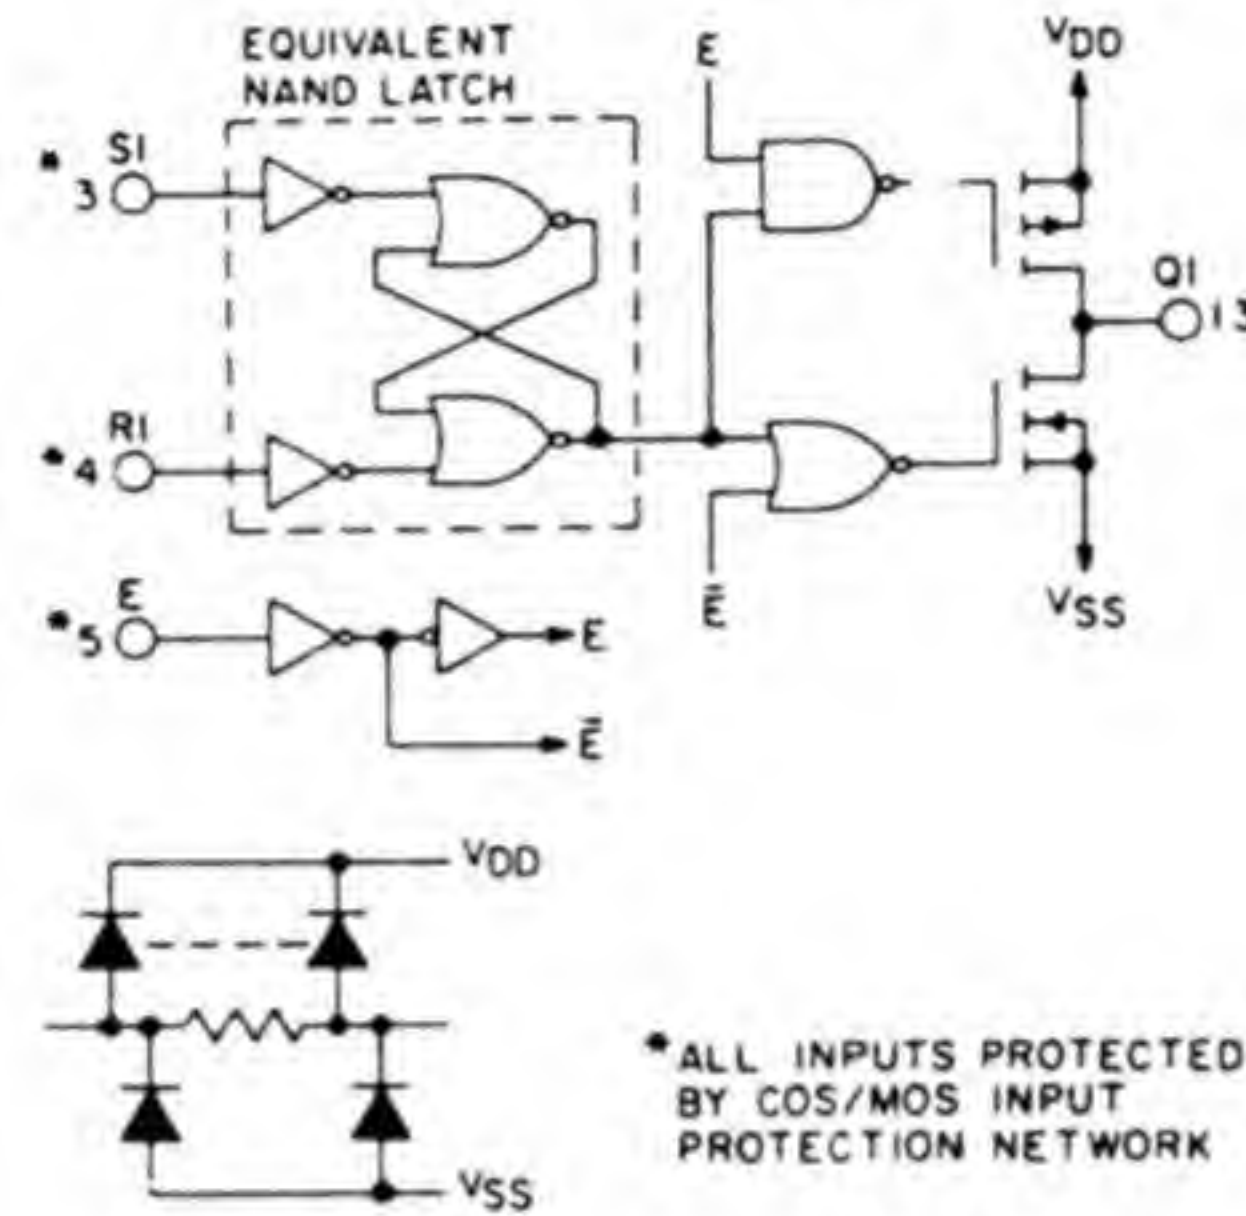 EQUIVALENT
NAND LATCH
E
VDD
* S1
3
Q1
13
R1
*4
Ē
VSS
E
*5
E
Ē
VDD
VSS
* ALL INPUTS PROTECTED
BY COS/MOS INPUT
PROTECTION NETWORK